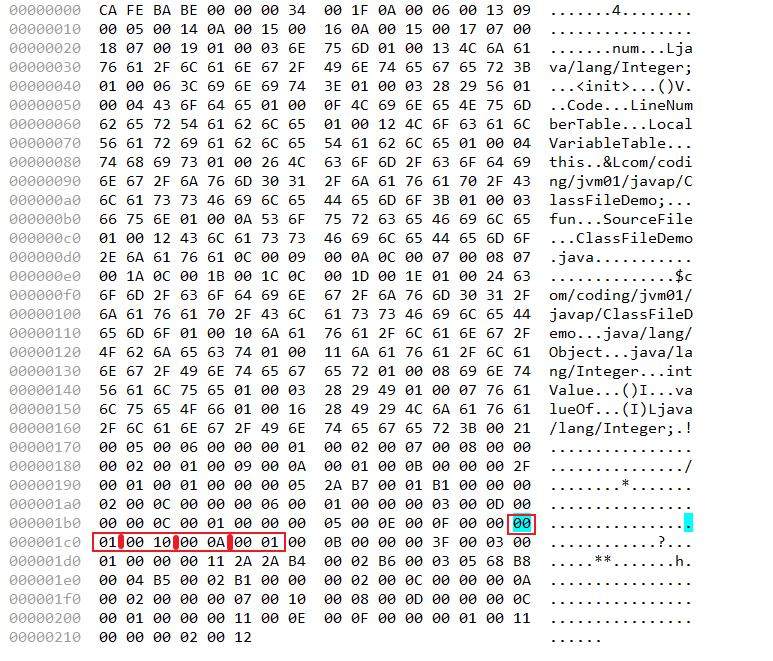 00000000 CA FE BA BE 00 00 00 34 00 1F 0A 00 06 00 13 09 .......4........
00000010 00 05 00 14 0A 00 15 00 16 0A 00 15 00 17 07 00 ................
00000020 18 07 00 19 01 00 03 6E 75 6D 01 00 13 4C 6A 61 .......num...Lja
00000030 76 61 2F 6C 61 6E 67 2F 49 6E 74 65 67 65 72 3B va/lang/Integer;
00000040 01 00 06 3C 69 6E 69 74 3E 01 00 03 28 29 56 01 ...<init>...()V.
00000050 00 04 43 6F 64 65 01 00 0F 4C 69 6E 65 4E 75 6D ..Code...LineNum
00000060 62 65 72 54 61 62 6C 65 01 00 12 4C 6F 63 61 6C berTable...Local
00000070 56 61 72 69 61 62 6C 65 54 61 62 6C 65 01 00 04 VariableTable...
00000080 74 68 69 73 01 00 26 4C 63 6F 6D 2F 63 6F 64 69 this..&Lcom/codi
00000090 6E 67 2F 6A 76 6D 30 31 2F 6A 61 76 61 70 2F 43 ng/jvm01/javap/C
000000a0 6C 61 73 73 46 69 6C 65 44 65 6D 6F 3B 01 00 03 lassFileDemo;...
000000b0 66 75 6E 01 00 0A 53 6F 75 72 63 65 46 69 6C 65 fun...SourceFile
000000c0 01 00 12 43 6C 61 73 73 46 69 6C 65 44 65 6D 6F ...ClassFileDemo
000000d0 2E 6A 61 76 61 0C 00 09 00 0A 0C 00 07 00 08 07 .java...........
000000e0 00 1A 0C 00 1B 00 1C 0C 00 1D 00 1E 01 00 24 63 ..............$c
000000f0 6F 6D 2F 63 6F 64 69 6E 67 2F 6A 76 6D 30 31 2F om/coding/jvm01/
00000100 6A 61 76 61 70 2F 43 6C 61 73 73 46 69 6C 65 44 javap/ClassFileD
00000110 65 6D 6F 01 00 10 6A 61 76 61 2F 6C 61 6E 67 2F emo...java/lang/
00000120 4F 62 6A 65 63 74 01 00 11 6A 61 76 61 2F 6C 61 Object...java/la
00000130 6E 67 2F 49 6E 74 65 67 65 72 01 00 08 69 6E 74 ng/Integer...int
00000140 56 61 6C 75 65 01 00 03 28 29 49 01 00 07 76 61 Value...()I...va
00000150 6C 75 65 4F 66 01 00 16 28 49 29 4C 6A 61 76 61 lueOf...(I)Ljava
00000160 2F 6C 61 6E 67 2F 49 6E 74 65 67 65 72 3B 00 21 /lang/Integer;.!
00000170 00 05 00 06 00 00 00 01 00 02 00 07 00 08 00 00 ................
00000180 00 02 00 01 00 09 00 0A 00 01 00 0B 00 00 00 2F .............../
00000190 00 01 00 01 00 00 00 05 2A B7 00 01 B1 00 00 00 ........*.......
000001a0 02 00 0C 00 00 00 06 00 01 00 00 00 03 00 0D 00 ................
000001b0 00 00 0C 00 01 00 00 00 05 00 0E 00 0F 00 00 00 ................
000001c0 01 00 10 00 0A 00 01 00 0B 00 00 00 3F 00 03 00 ............?...
000001d0 01 00 00 00 11 2A 2A B4 00 02 B6 00 03 05 68 B8 .....**.......h.
000001e0 00 04 B5 00 02 B1 00 00 00 02 00 0C 00 00 00 0A ................
000001f0 00 02 00 00 00 07 00 10 00 08 00 0D 00 00 00 0C ................
00000200 00 01 00 00 00 11 00 0E 00 0F 00 00 00 01 00 11 ................
00000210 00 00 00 02 00 12 ......